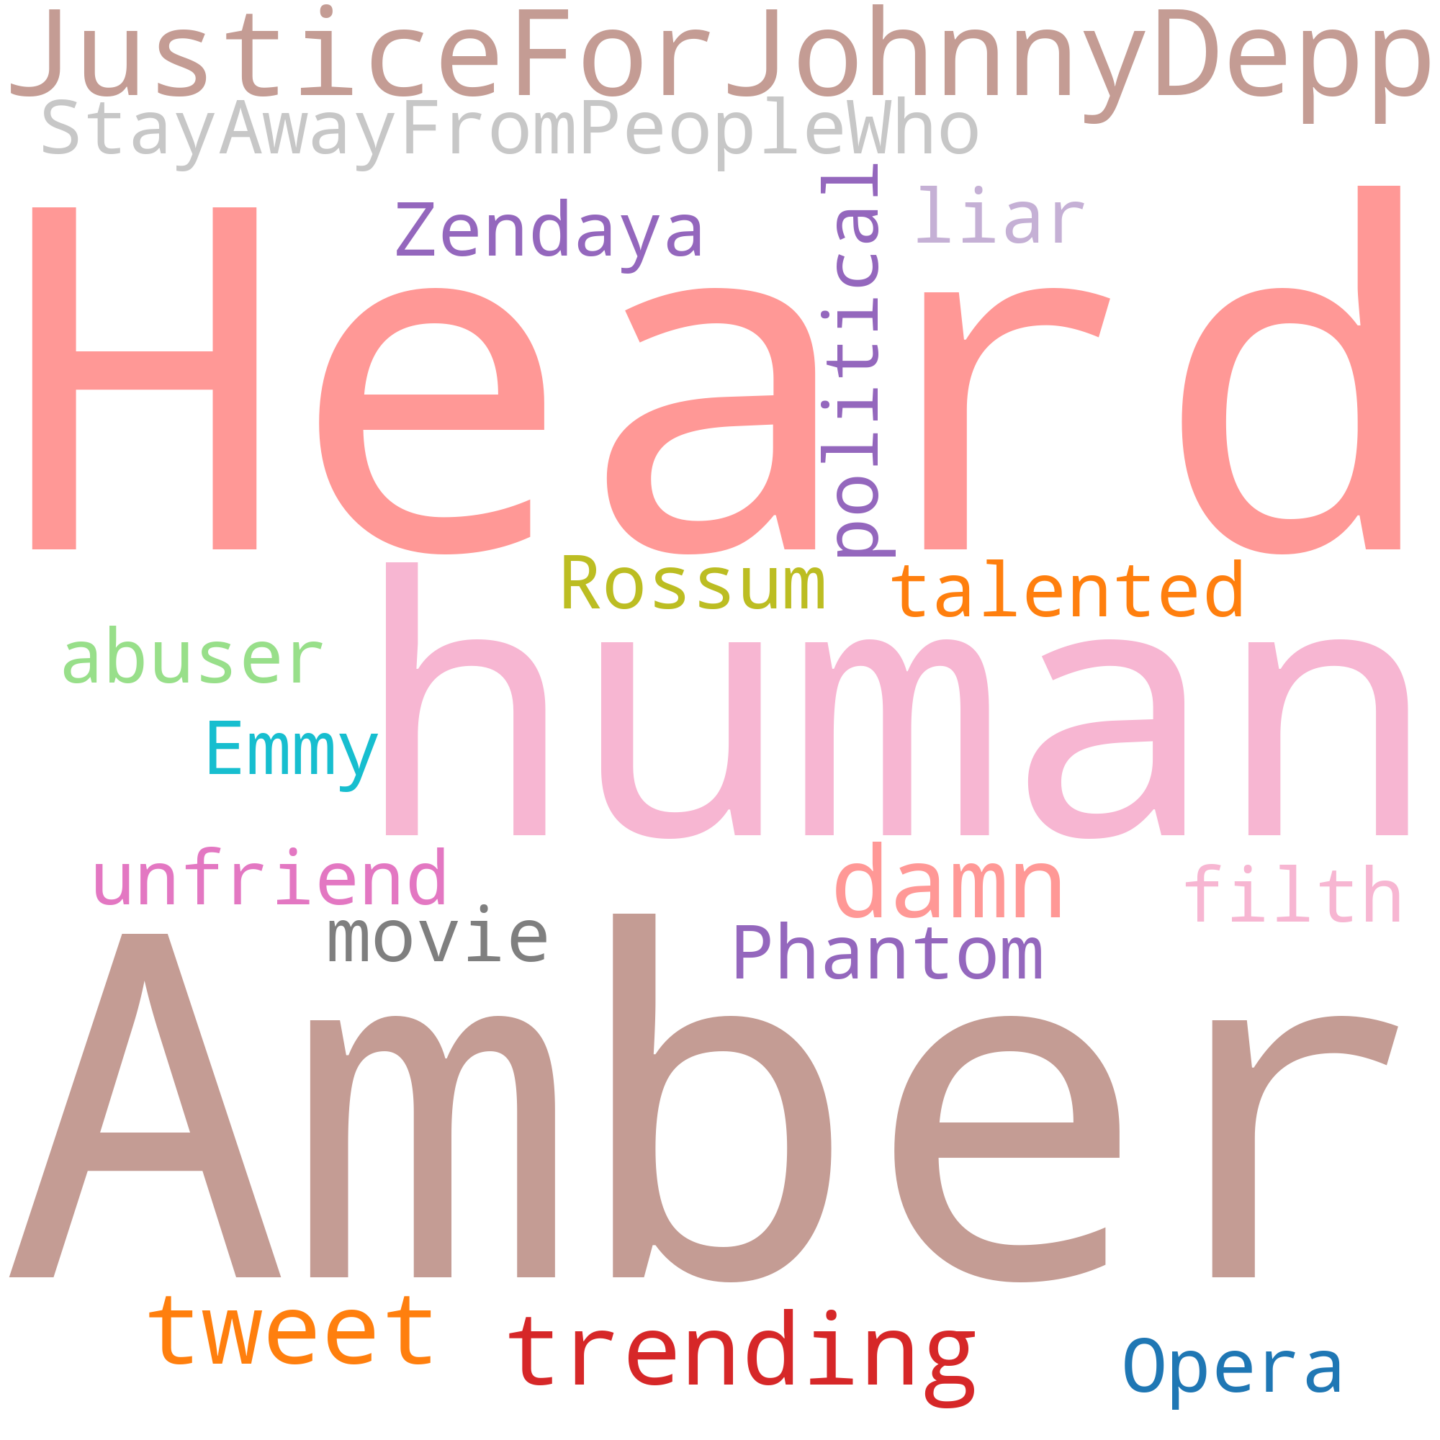 JusticeForJohnnyDepp
StayAwayFromPeopleWho
Zendaya
political
liar
Heard
Rossum
talented
abuser
human
Emmy
unfriend
damn
filth
movie
Phantom
Amber
tweet
trending
Opera